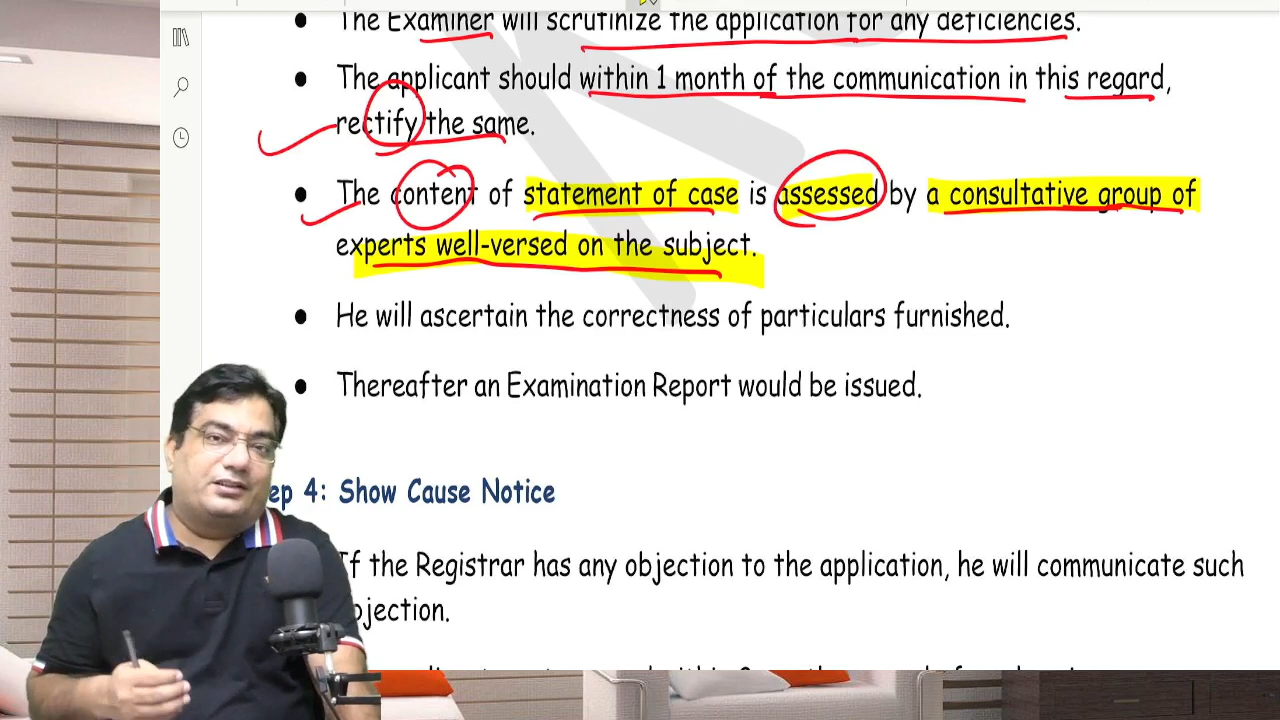 The Examiner will scrutinize the application for any deficiencies.
The applicant should within 1 month of the communication in this regard,
rectify the same.
The content of statement of case is assessed by a consultative group of
experts well-versed on the subject.
He will ascertain the correctness of particulars furnished.
Thereafter an Examination Report would be issued.
ep 4: Show Cause Notice
If the Registrar has any objection to the application, he will communicate such
objection.